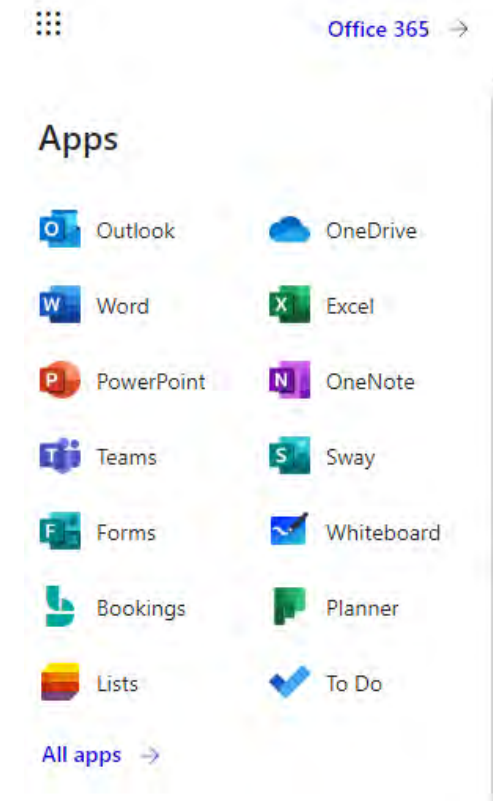 Office 365
Apps
Outlook
OneDrive
Word
Excel
PowerPoint
OneNote
Teams
Sway
Forms
Whiteboard
Bookings
Planner
Lists
To Do
All apps